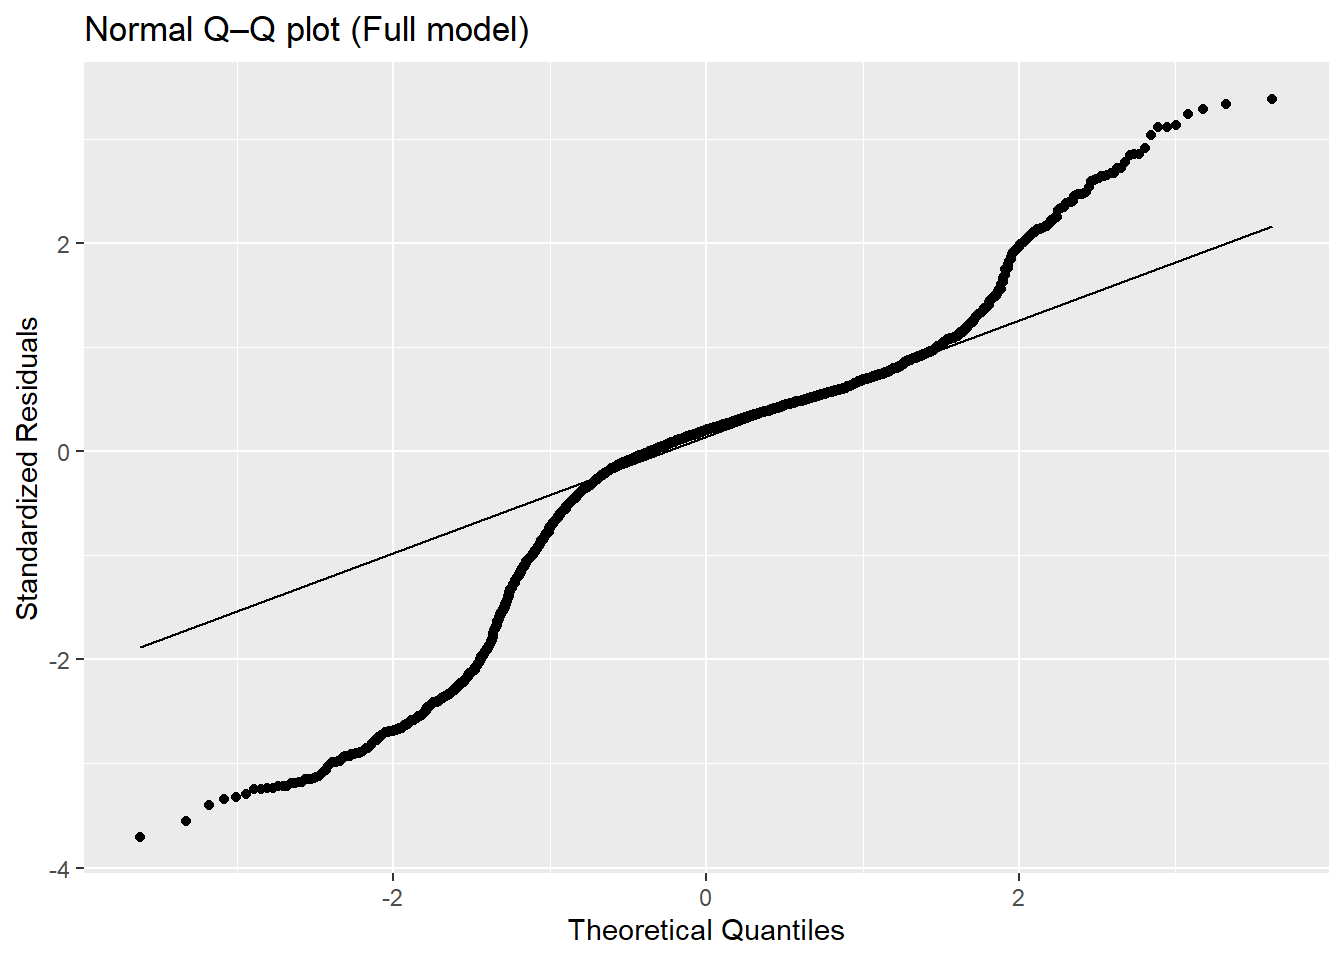 Normal Q–Q plot (Full model)
Standardized Residuals
2
0
-2
-4
-2
0
2
Theoretical Quantiles